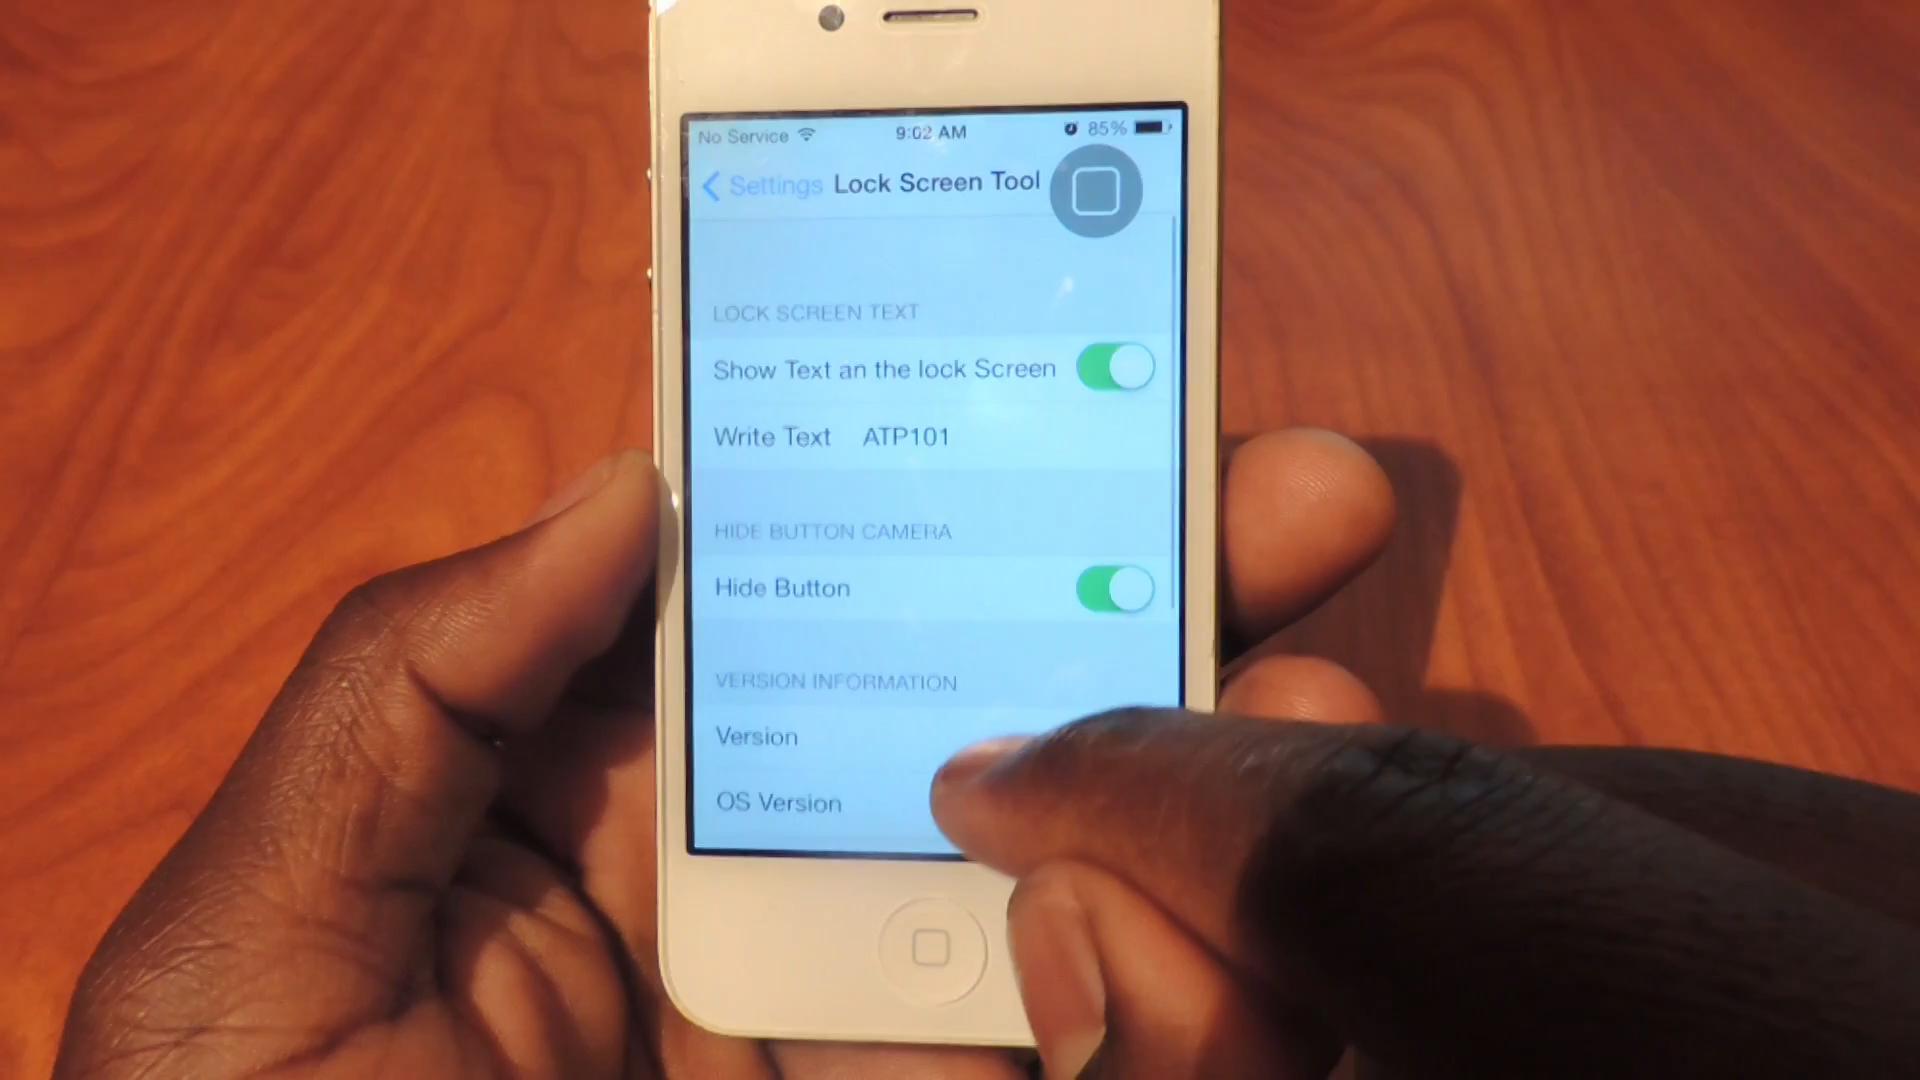 No Service 9:02 AM 85%
Settings Lock Screen Tool
LOCK SCREEN TEXT
Show Text an the lock Screen
Write Text ATP101
HIDE BUTTON CAMERA
Hide Button
VERSION INFORMATION
Version
OS Version